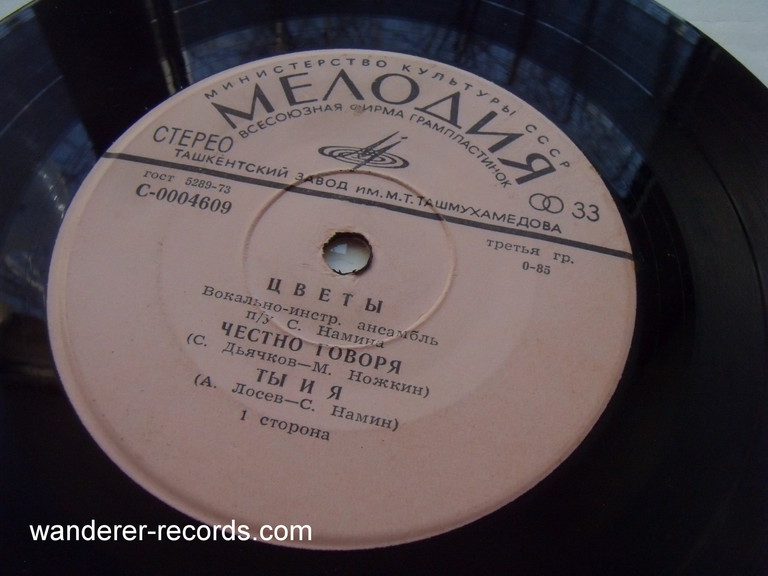 МИНИСТЕРСТВО КУЛЬТУРЫ СССР
МЕЛОДИЯ
ВСЕСОЮЗНАЯ ФИРМА ГРАМПЛАСТИНОК
СТЕРЕО
33
ТАШКЕНТСКИЙ ЗАВОД ИМ. М.Т. ТАШМУХАМЕДОВА
гост 5289-73
С-0004609
третья гр.
0-85
ЦВЕТЫ
Вокально-инстр. ансамбль
п/у С. Намина
ЧЕСТНО ГОВОРЯ
(С. Дьячков—М. Ножкин)
ТЫ И Я
(А. Лосев—С. Намин)
1 сторона
wanderer-records.com